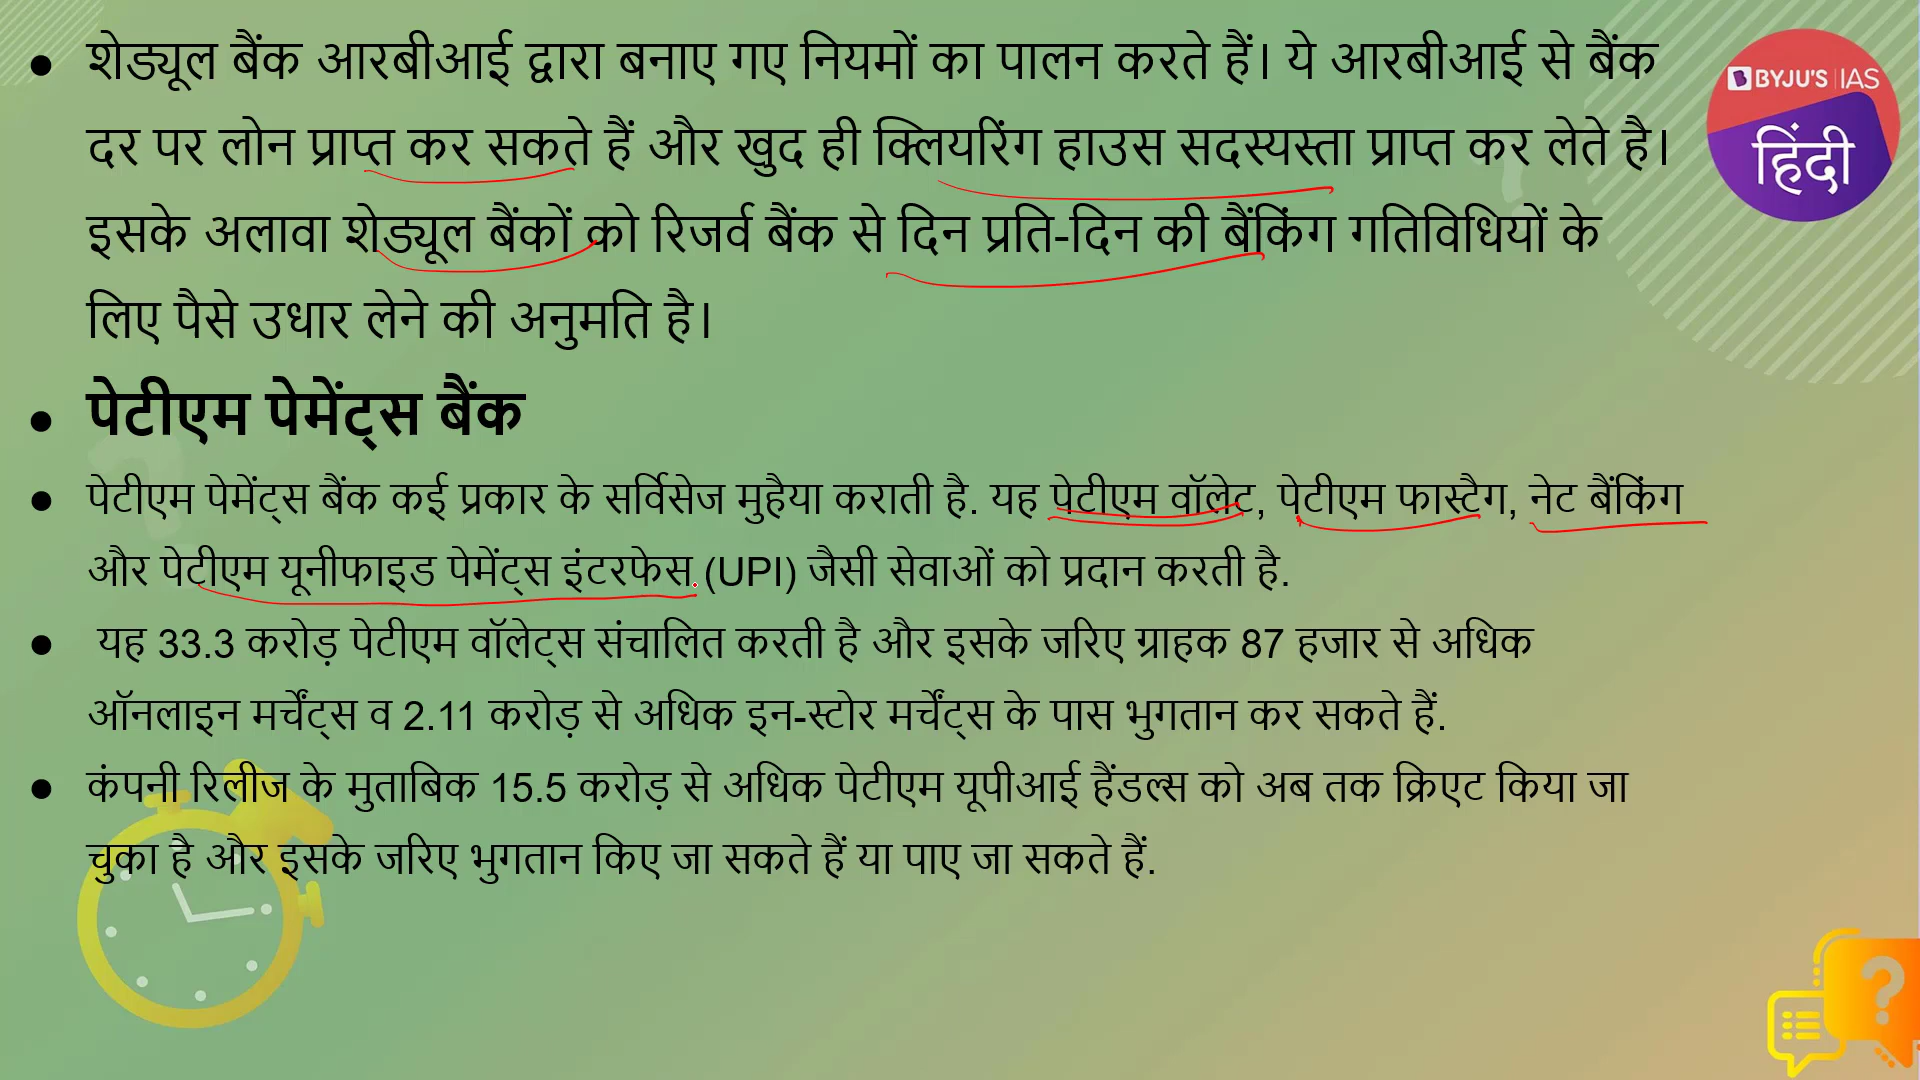 • शेड्यूल बैंक आरबीआई द्वारा बनाए गए नियमों का पालन करते हैं। ये आरबीआई से बैंक
दर पर लोन प्राप्त कर सकते हैं और खुद ही क्लियरिंग हाउस सदस्यस्ता प्राप्त कर लेते है।
इसके अलावा शेड्यूल बैंकों को रिजर्व बैंक से दिन प्रति-दिन की बैंकिंग गतिविधियों के
लिए पैसे उधार लेने की अनुमति है।
• पेटीएम पेमेंट्स बैंक
• पेटीएम पेमेंट्स बैंक कई प्रकार के सर्विसेज मुहैया कराती है. यह पेटीएम वॉलेट, पेटीएम फास्टैग, नेट बैंकिंग
और पेटीएम यूनीफाइड पेमेंट्स इंटरफेस (UPI) जैसी सेवाओं को प्रदान करती है.
• यह 33.3 करोड़ पेटीएम वॉलेट्स संचालित करती है और इसके जरिए ग्राहक 87 हजार से अधिक
ऑनलाइन मर्चेंट्स व 2.11 करोड़ से अधिक इन-स्टोर मर्चेंट्स के पास भुगतान कर सकते हैं.
• कंपनी रिलीज के मुताबिक 15.5 करोड़ से अधिक पेटीएम यूपीआई हैंडल्स को अब तक क्रिएट किया जा
चुका है और इसके जरिए भुगतान किए जा सकते हैं या पाए जा सकते हैं.
BYJU'S IAS
हिंदी
?